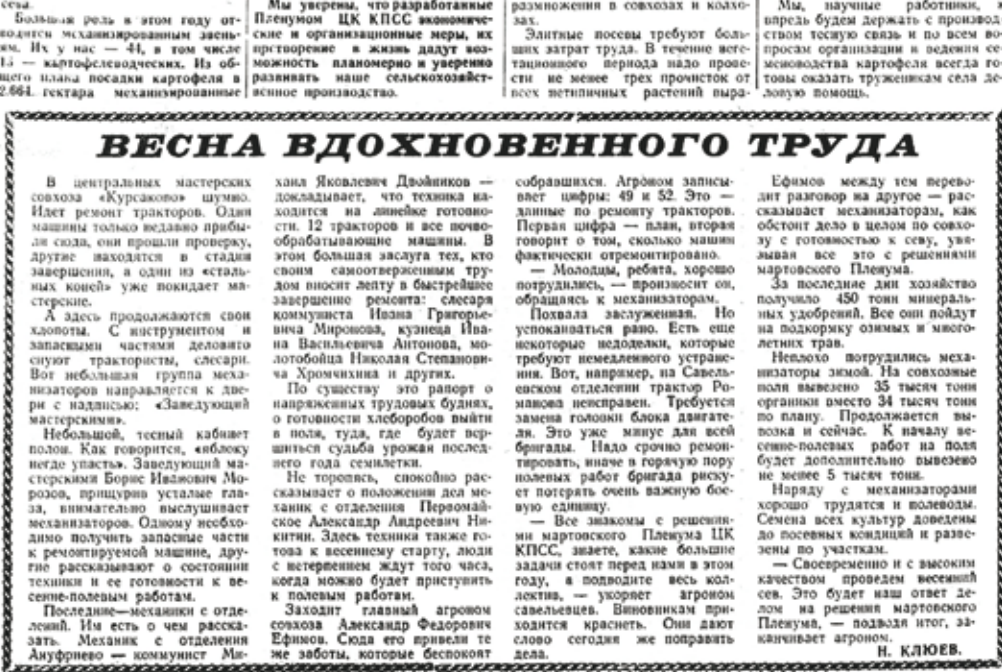 сева.
Большая роль в этом году от-
водится механизированным звень-
ям. Их у нас — 44, в том числе
13 — картофелеводческих. Из об-
щего плана посадки картофеля в
2.664 гектара механизированные
Мы уверены, что разработанные
Пленумом ЦК КПСС экономиче-
ские и организационные меры, их
претворение в жизнь дадут воз-
можность планомерно и уверенно
развивать наше сельскохозяйст-
венное производство.
размножения в совхозах и колхо-
зах.
Элитные посевы требуют боль-
ших затрат труда. В течение веге-
тационного периода надо прове-
сти не менее трех прочисток от
всех нетипичных растений выра-
Мы, научные работники,
впредь будем держать с производ-
ством тесную связь и по всем во-
просам организации и ведения се-
меноводства картофеля всегда го-
товы оказать труженикам села де-
ловую помощь.
ВЕСНА ВДОХНОВЕННОГО ТРУДА
В центральных мастерских
совхоза «Курсаково» шумно.
Идет ремонт тракторов. Одни
машины только недавно прибы-
ли сюда, они прошли проверку,
другие находятся в стадии
завершения, а один из «сталь-
ных коней» уже покидает ма-
стерские.
А здесь продолжаются свои
хлопоты. С инструментом и
запасными частями деловито
снуют трактористы, слесари.
Вот небольшая группа меха-
низаторов направляется к две-
ри с надписью: «Заведующий
мастерскими».
Небольшой, тесный кабинет
полон. Как говорится, «яблоку
негде упасть». Заведующий ма-
стерскими Борис Иванович Мо-
розов, прищурив усталые гла-
за, внимательно выслушивает
механизаторов. Одному необхо-
димо получить запасные части
к ремонтируемой машине, дру-
гие рассказывают о состоянии
техники и ее готовности к ве-
сенне-полевым работам.
Последние—механики с отде-
лений. Им есть о чем расска-
зать. Механик с отделения
Ануфриево — коммунист Ми-
хаил Яковлевич Двойников —
докладывает, что техника на-
ходится на линейке готовно-
сти. 12 тракторов и все почво-
обрабатывающие машины. В
этом большая заслуга тех, кто
своим самоотверженным тру-
дом вносит лепту в быстрейшее
завершение ремонта: слесаря
коммуниста Ивана Григорье-
вича Миронова, кузнеца Ива-
на Васильевича Антонова, мо-
лотобойца Николая Степанови-
ча Хромчихина и других.
По существу это рапорт о
напряженных трудовых буднях,
о готовности хлеборобов выйти
в поля, туда, где будет вер-
шиться судьба урожая послед-
него года семилетки.
Не торопясь, спокойно рас-
сказывает о положении дел ме-
ханик с отделения Первомай-
ское Александр Андреевич Ни-
китин. Здесь техника также го-
това к весеннему старту, люди
с нетерпением ждут того часа,
когда можно будет приступить
к полевым работам.
Заходит главный агроном
совхоза Александр Федорович
Ефимов. Сюда его привели те
же заботы, которые беспокоят
собравшихся. Агроном записы-
вает цифры: 49 и 52. Это —
данные по ремонту тракторов.
Первая цифра — план, вторая
говорит о том, сколько машин
фактически отремонтировано.
— Молодцы, ребята, хорошо
потрудились, — произносит он,
обращаясь к механизаторам.
Похвала заслуженная. Но
успокаиваться рано. Есть еще
некоторые недоделки, которые
требуют немедленного устране-
ния. Вот, например, на Савель-
евском отделении трактор Ро-
манова неисправен. Требуется
замена головки блока двигате-
ля. Это уже минус для всей
бригады. Надо срочно ремон-
тировать, иначе в горячую пору
полевых работ бригада риску-
ет потерять очень важную бое-
вую единицу.
— Все знакомы с решения-
ми мартовского Пленума ЦК
КПСС, знаете, какие большие
задачи стоят перед нами в этом
году, а подводите весь кол-
лектив, — укоряет агроном
савельевцев. Виновникам при-
ходится краснеть. Они дают
слово сегодня же поправить
дела.
Ефимов между тем перево-
дит разговор на другое — рас-
сказывает механизаторам, как
обстоит дело в целом по совхо-
зу с готовностью к севу, увя-
зывая все это с решениями
мартовского Пленума.
За последние дни хозяйство
получило 450 тонн минераль-
ных удобрений. Все они пойдут
на подкормку озимых и много-
летних трав.
Неплохо потрудились меха-
низаторы зимой. На совхозные
поля вывезено 35 тысяч тонн
органики вместо 34 тысяч тонн
по плану. Продолжается вы-
возка и сейчас. К началу ве-
сенне-полевых работ на поля
будет дополнительно вывезено
не менее 5 тысяч тонн.
Наряду с механизаторами
хорошо трудятся и полеводы.
Семена всех культур доведены
до посевных кондиций и разве-
зены по участкам.
— Своевременно и с высоким
качеством проведем весенний
сев. Это будет наш ответ де-
лом на решения мартовского
Пленума, — подводя итог, за-
канчивает агроном.
Н. КЛЮЕВ.